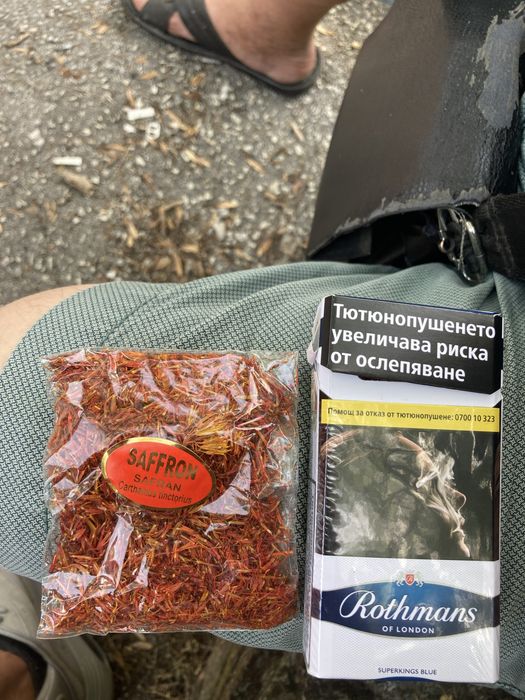 SAFFRON
SAFRAN
Carthamus tinctorius
Тютюнопушенето
увеличава риска
от ослепяване
Помощ за отказ от тютюнопушене: 0700 10 323
Rothmans
OF LONDON
SUPERKINGS BLUE